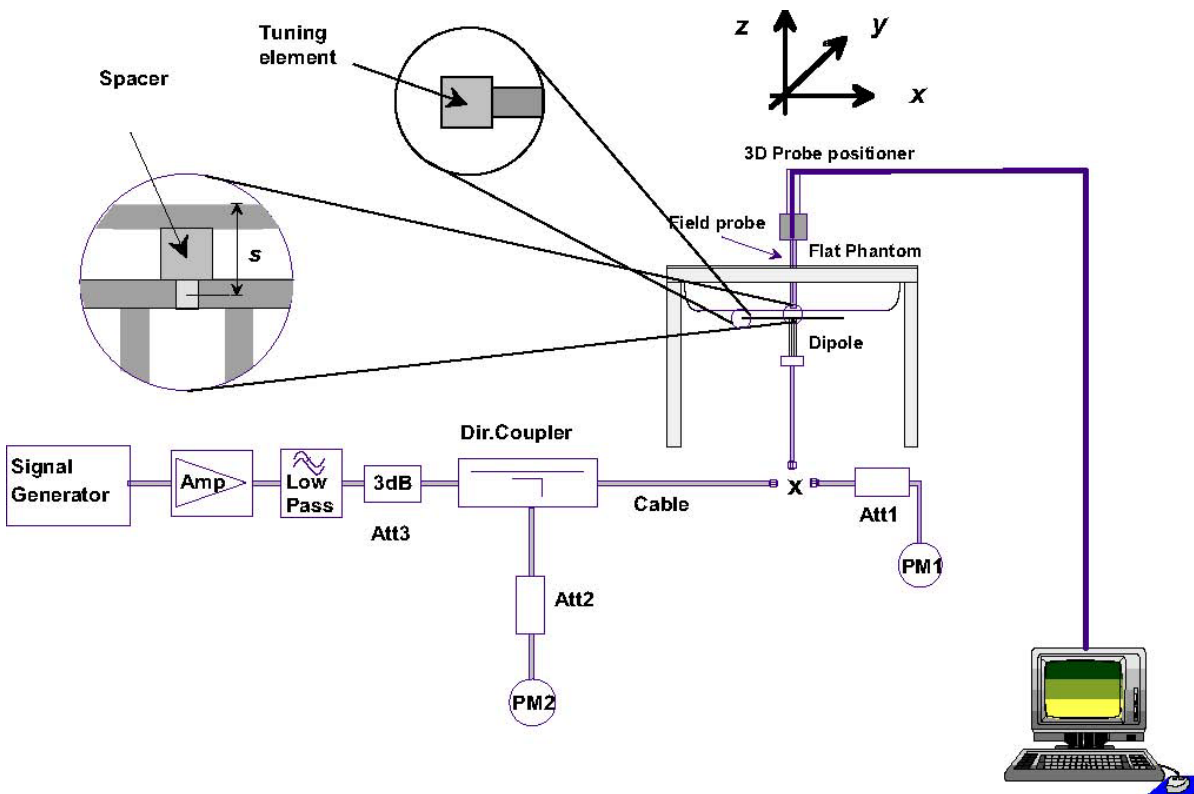 Tuning
element
Spacer
z
y
x
3D Probe positioner
Field probe
Flat Phantom
s
Dipole
Dir.Coupler
Signal
Generator
Amp
Low
Pass
3dB
Att3
Cable
x
Att1
PM1
Att2
PM2